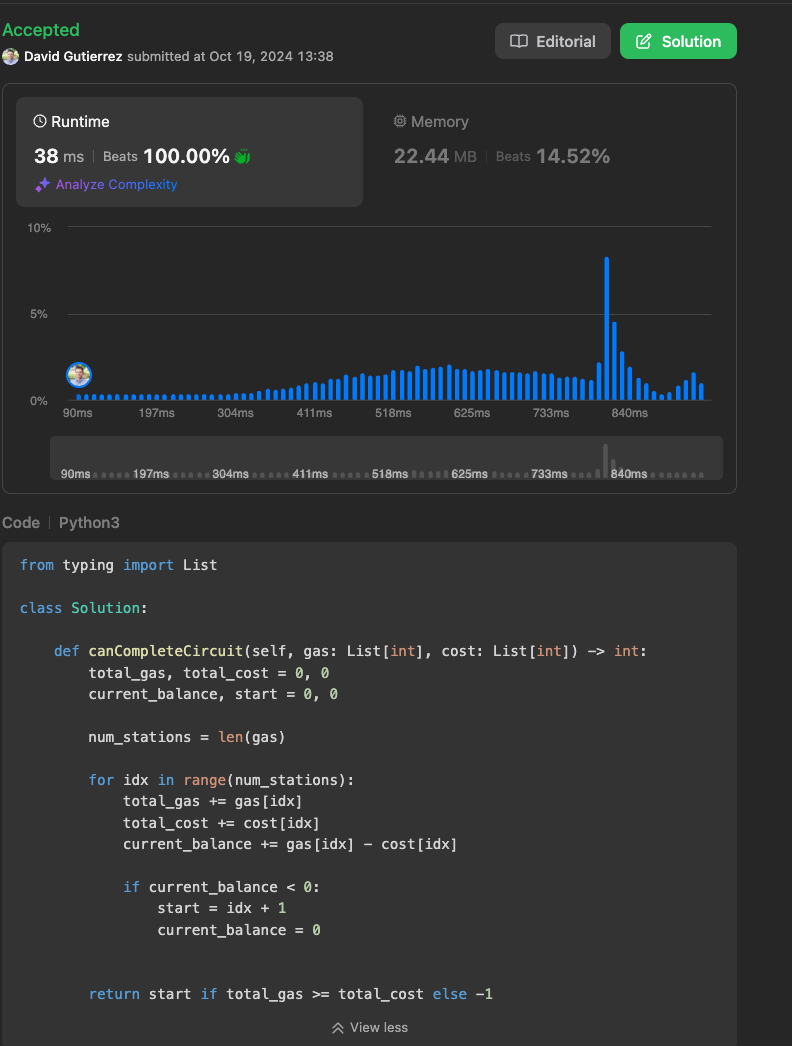 Accepted
David Gutierrez submitted at Oct 19, 2024 13:38
Editorial
Solution
Runtime
38 ms | Beats 100.00%
Analyze Complexity
Memory
22.44 MB | Beats 14.52%
10%
5%
0%
90ms 197ms 304ms 411ms 518ms 625ms 733ms 840ms
90ms 197ms 304ms 411ms 518ms 625ms 733ms 840ms
Code | Python3
from typing import List
class Solution:
    def canCompleteCircuit(self, gas: List[int], cost: List[int]) -> int:
        total_gas, total_cost = 0, 0
        current_balance, start = 0, 0
        num_stations = len(gas)
        for idx in range(num_stations):
            total_gas += gas[idx]
            total_cost += cost[idx]
            current_balance += gas[idx] - cost[idx]
            if current_balance < 0:
                start = idx + 1
                current_balance = 0
        return start if total_gas >= total_cost else -1
View less